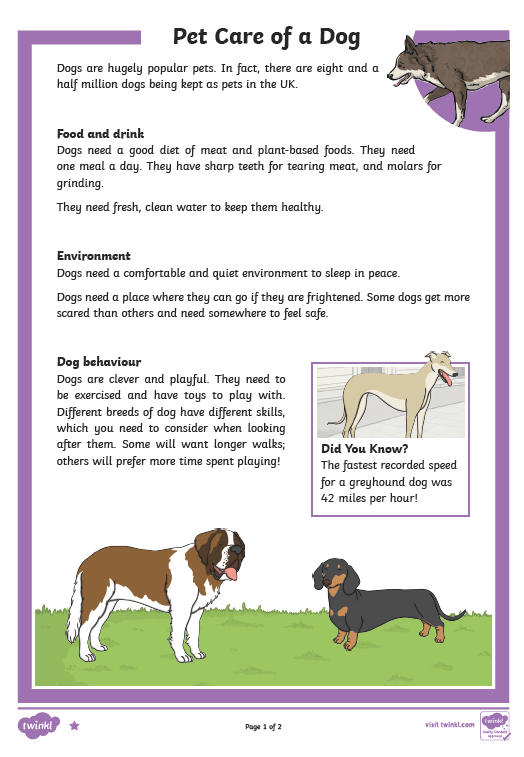 Pet Care of a Dog
Dogs are hugely popular pets. In fact, there are eight and a
half million dogs being kept as pets in the UK.
Food and drink
Dogs need a good diet of meat and plant-based foods. They need
one meal a day. They have sharp teeth for tearing meat, and molars for
grinding.
They need fresh, clean water to keep them healthy.
Environment
Dogs need a comfortable and quiet environment to sleep in peace.
Dogs need a place where they can go if they are frightened. Some dogs get more
scared than others and need somewhere to feel safe.
Dog behaviour
Dogs are clever and playful. They need to
be exercised and have toys to play with.
Different breeds of dog have different skills,
which you need to consider when looking
after them. Some will want longer walks;
others will prefer more time spent playing!
Did You Know?
The fastest recorded speed
for a greyhound dog was
42 miles per hour!
twinkl
Page 1 of 2
visit twinkl.com
twinkl
Quality Standard
Approved